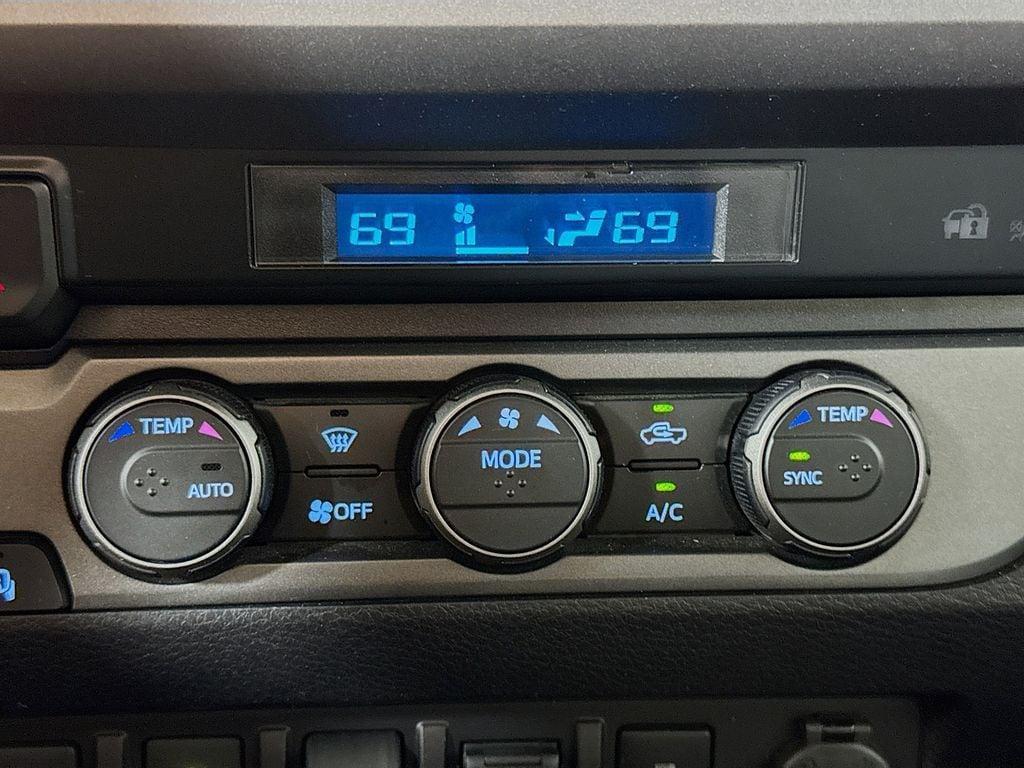 69 69
TEMP
AUTO
OFF
MODE
A/C
TEMP
SYNC